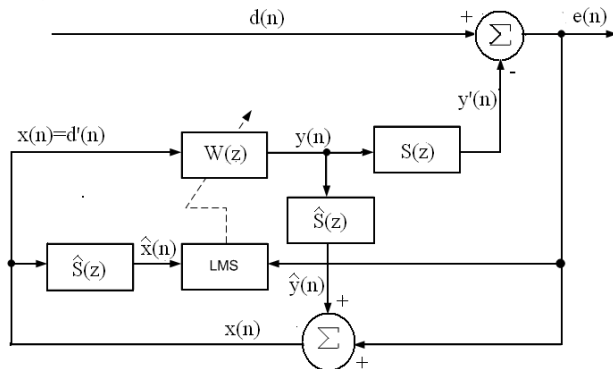 d(n)
+
Σ
e(n)
-
y'(n)
x(n)=d'(n)
W(z)
y(n)
S(z)
Ŝ(z)
Ŝ(z)
x̂(n)
LMS
ŷ(n)
+
x(n)
Σ
+